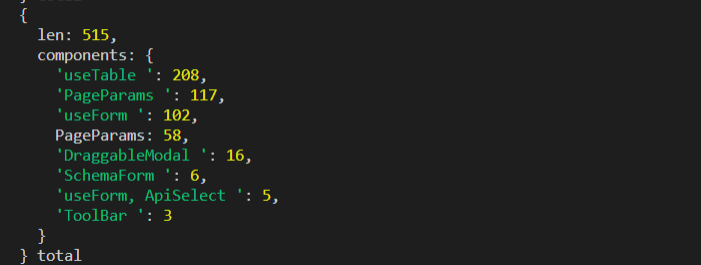 {
len: 515,
components: {
'useTable ': 208,
'PageParams ': 117,
'useForm ': 102,
PageParams: 58,
'DraggableModal ': 16,
'SchemaForm ': 6,
'useForm, ApiSelect ': 5,
'ToolBar ': 3
}
} total